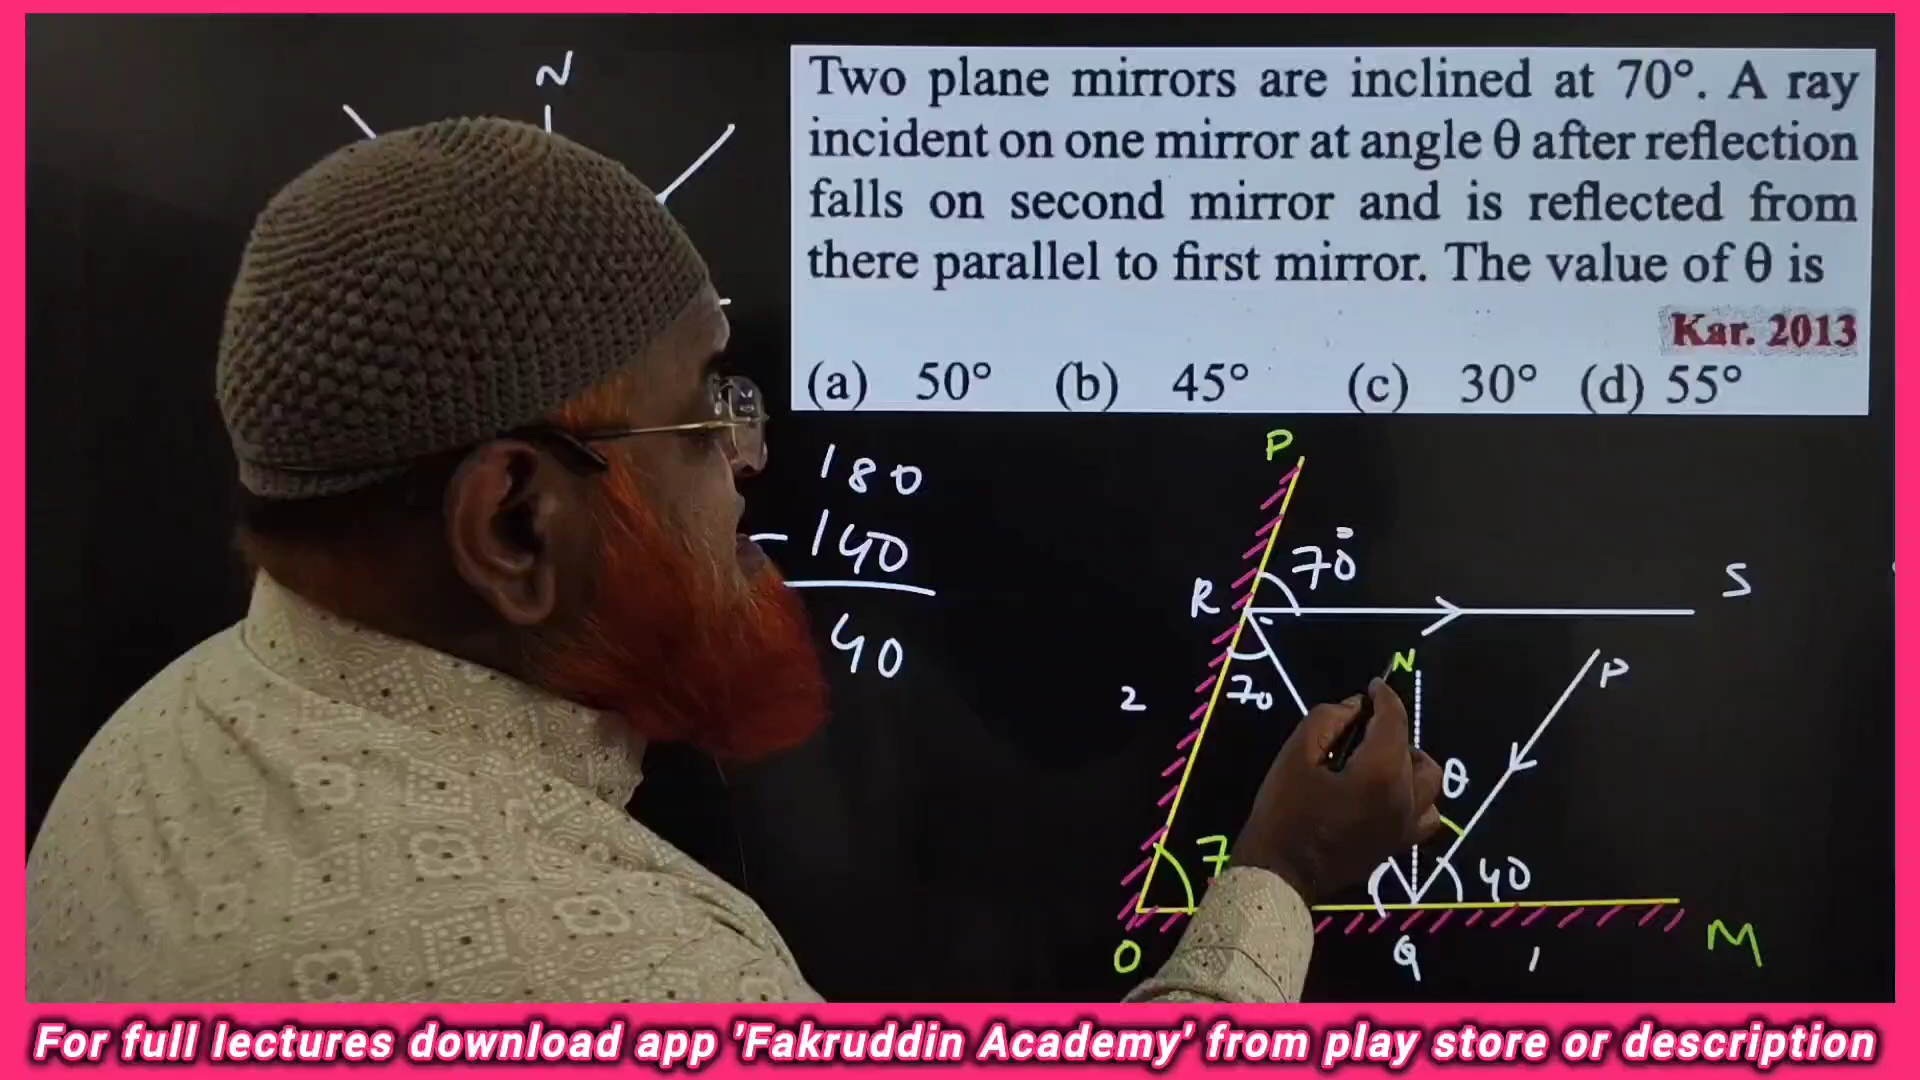 N
Two plane mirrors are inclined at 70°. A ray
incident on one mirror at angle θ after reflection
falls on second mirror and is reflected from
there parallel to first mirror. The value of θ is
Kar. 2013
(a) 50° (b) 45° (c) 30° (d) 55°
180
- 140
40
P
70°
R
S
N
P
2
70
θ
7
40
O
Q
1
M
For full lectures download app 'Fakruddin Academy' from play store or description